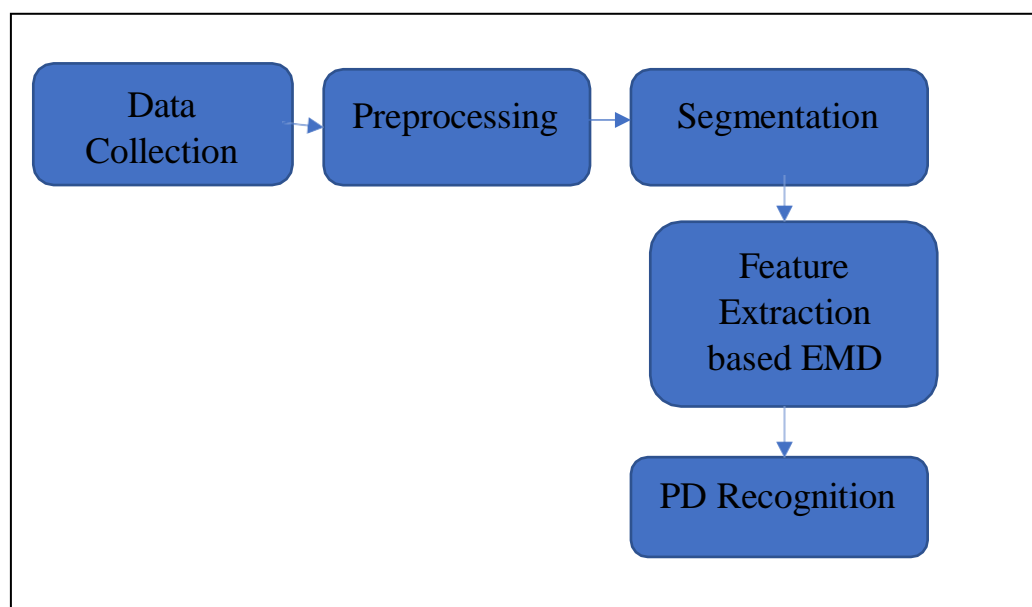 Data
Collection
Preprocessing
Segmentation
Feature
Extraction
based EMD
PD Recognition